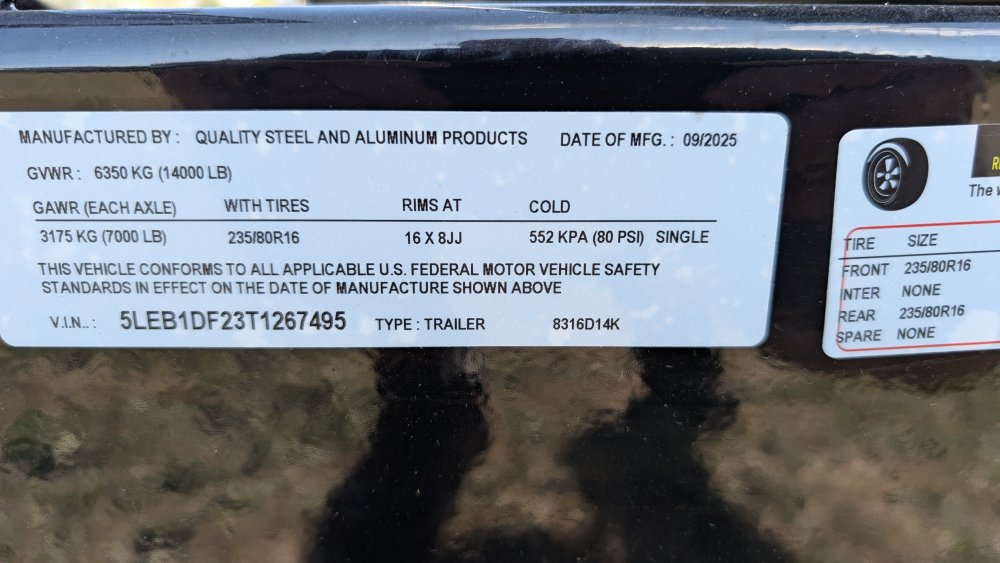 MANUFACTURED BY : QUALITY STEEL AND ALUMINUM PRODUCTS DATE OF MFG. : 09/2025
GVWR : 6350 KG (14000 LB)
GAWR (EACH AXLE) WITH TIRES RIMS AT COLD
3175 KG (7000 LB) 235/80R16 16 X 8JJ 552 KPA (80 PSI) SINGLE
THIS VEHICLE CONFORMS TO ALL APPLICABLE U.S. FEDERAL MOTOR VEHICLE SAFETY
STANDARDS IN EFFECT ON THE DATE OF MANUFACTURE SHOWN ABOVE
V.I.N.. : 5LEB1DF23T1267495 TYPE : TRAILER 8316D14K
The
TIRE SIZE
FRONT 235/80R16
INTER NONE
REAR 235/80R16
SPARE NONE